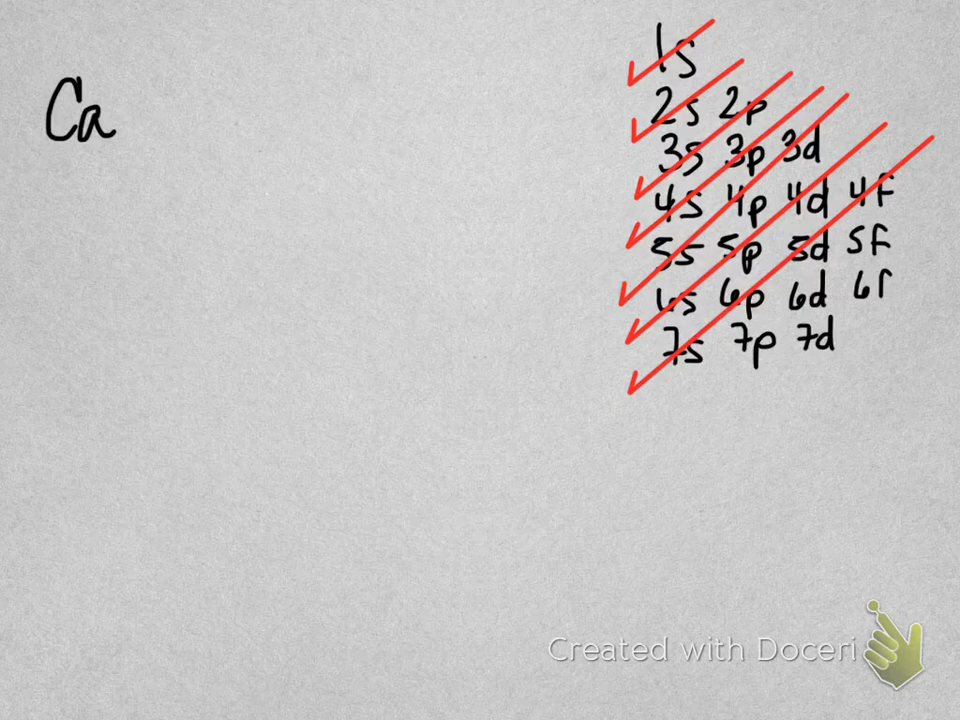 Ca
1s
2s 2p
3s 3p 3d
4s 4p 4d 4f
5s 5p 5d 5f
6s 6p 6d 6f
7s 7p 7d
Created with Doceri